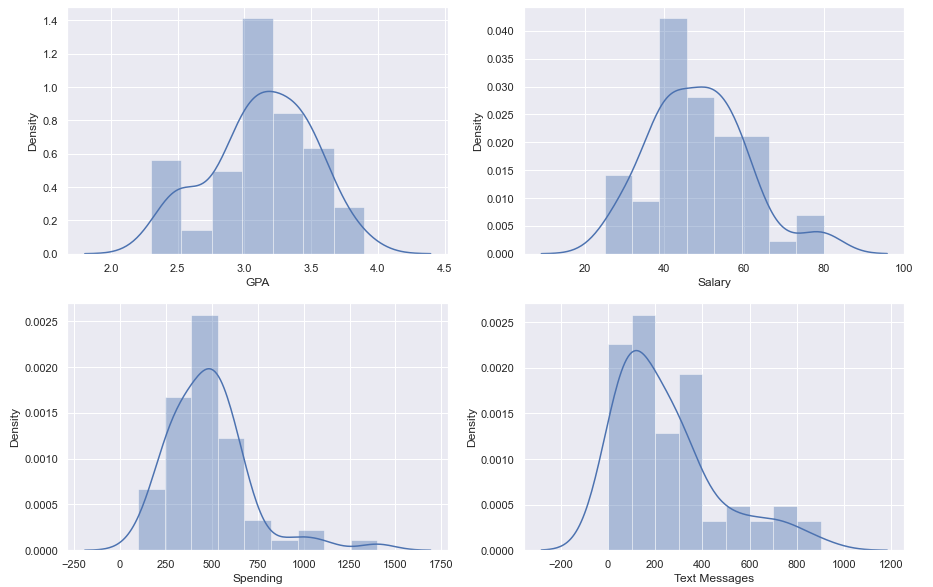 1.4
1.2
1.0
0.8
0.6
0.4
0.2
0.0
Density
2.0 2.5 3.0 3.5 4.0 4.5
GPA
0.040
0.035
0.030
0.025
0.020
0.015
0.010
0.005
0.000
Density
20 40 60 80 100
Salary
0.0025
0.0020
0.0015
0.0010
0.0005
0.0000
Density
−250 0 250 500 750 1000 1250 1500 1750
Spending
0.0025
0.0020
0.0015
0.0010
0.0005
0.0000
Density
−200 0 200 400 600 800 1000 1200
Text Messages